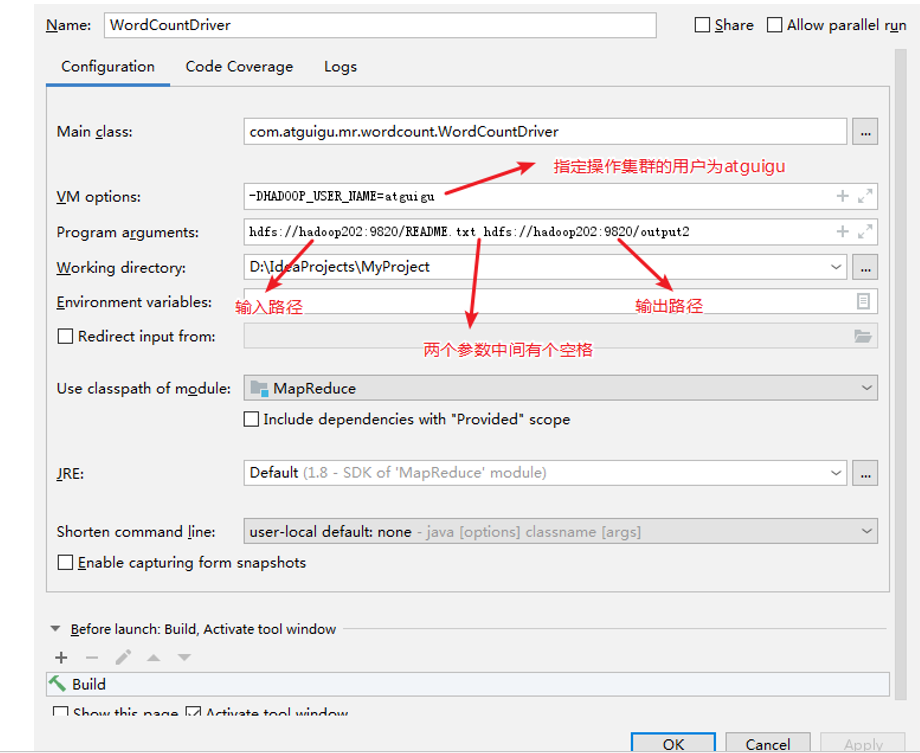 Name: WordCountDriver Share Allow parallel run
Configuration Code Coverage Logs
Main class: com.atguigu.mr.wordcount.WordCountDriver ...
指定操作集群的用户为atguigu
VM options: -DHADOOP_USER_NAME=atguigu
Program arguments: hdfs://hadoop202:9820/README.txt hdfs://hadoop202:9820/output2
Working directory: D:\IdeaProjects\MyProject ...
Environment variables:
输入路径 输出路径
Redirect input from:
两个参数中间有个空格
Use classpath of module: MapReduce
Include dependencies with "Provided" scope
JRE: Default (1.8 - SDK of 'MapReduce' module) ...
Shorten command line: user-local default: none - java [options] classname [args]
Enable capturing form snapshots
Before launch: Build, Activate tool window
Build
Show this page Activate tool window
OK Cancel Apply